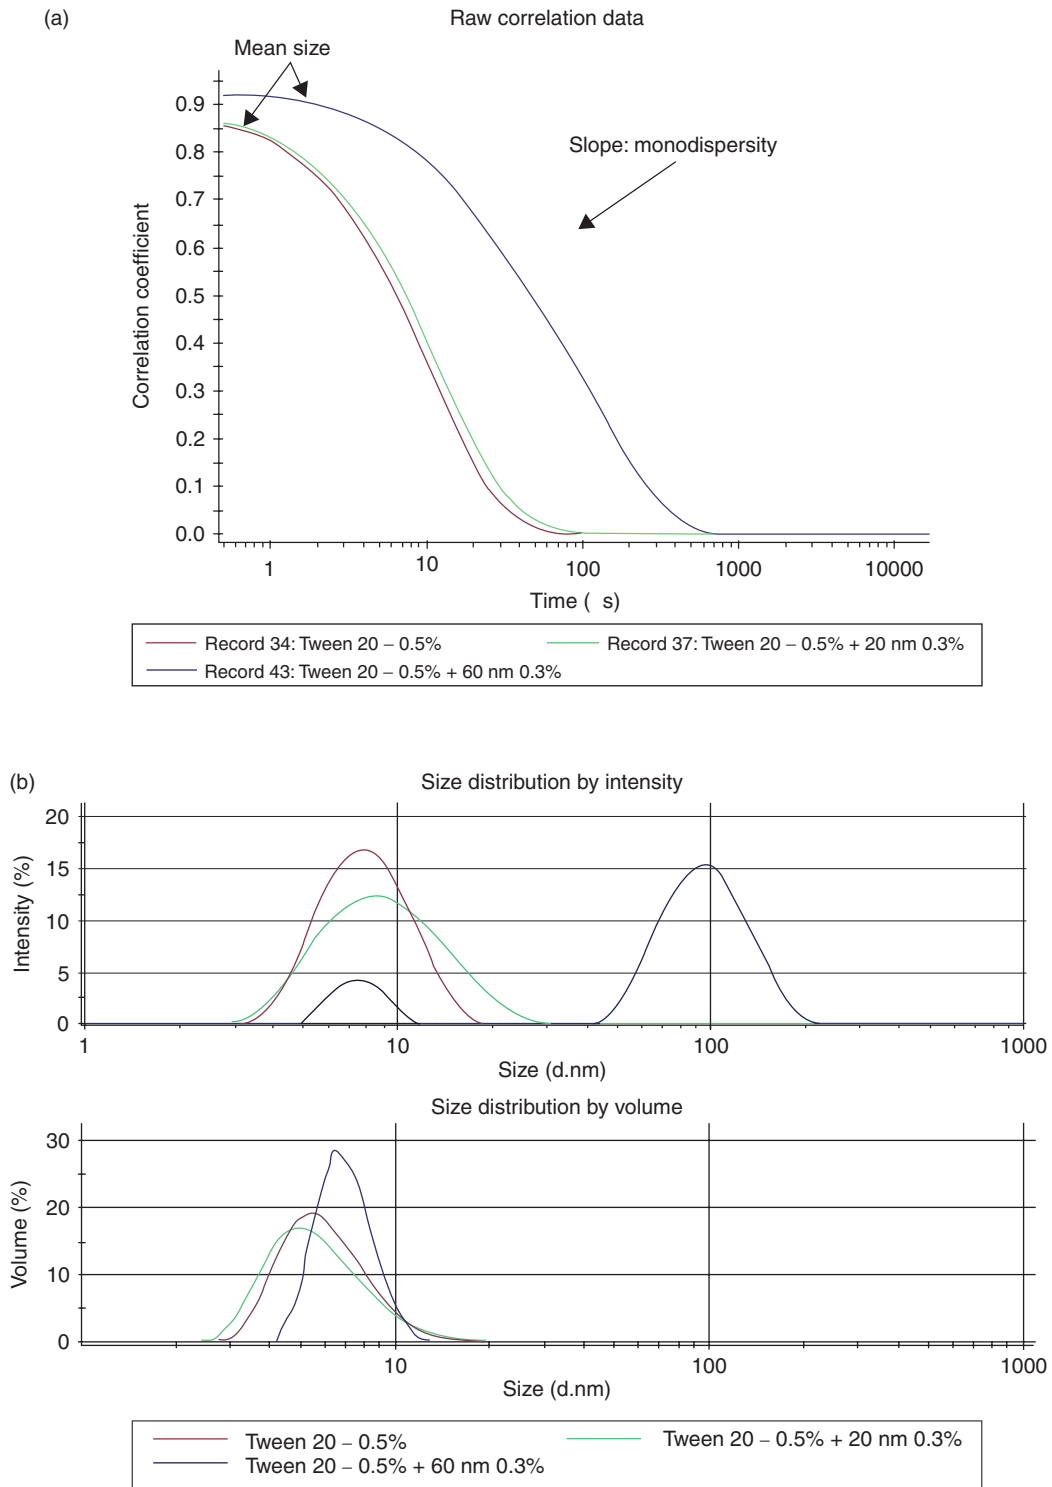 (a)
Raw correlation data
Mean size
Slope: monodispersity
Correlation coefficient
0.9
0.8
0.7
0.6
0.5
0.4
0.3
0.2
0.1
0.0
1 10 100 1000 10000
Time ( s)
Record 34: Tween 20 – 0.5%
Record 37: Tween 20 – 0.5% + 20 nm 0.3%
Record 43: Tween 20 – 0.5% + 60 nm 0.3%
(b)
Size distribution by intensity
Intensity (%)
20
15
10
5
0
1 10 100 1000
Size (d.nm)
Size distribution by volume
Volume (%)
30
20
10
0
10 100 1000
Size (d.nm)
Tween 20 – 0.5%
Tween 20 – 0.5% + 20 nm 0.3%
Tween 20 – 0.5% + 60 nm 0.3%